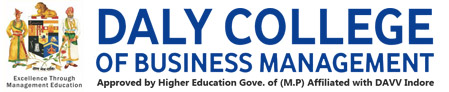 DALY COLLEGE
OF BUSINESS MANAGEMENT
Excellence Through
Management Education
Approved by Higher Education Gove. of (M.P) Affiliated with DAVV Indore